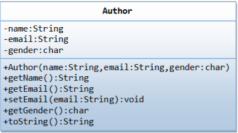 Author
-name:String
-email:String
-gender:char
+Author(name:String,email:String,gender:char)
+getName():String
+getEmail():String
+setEmail(email:String):void
+getGender():char
+toString():String